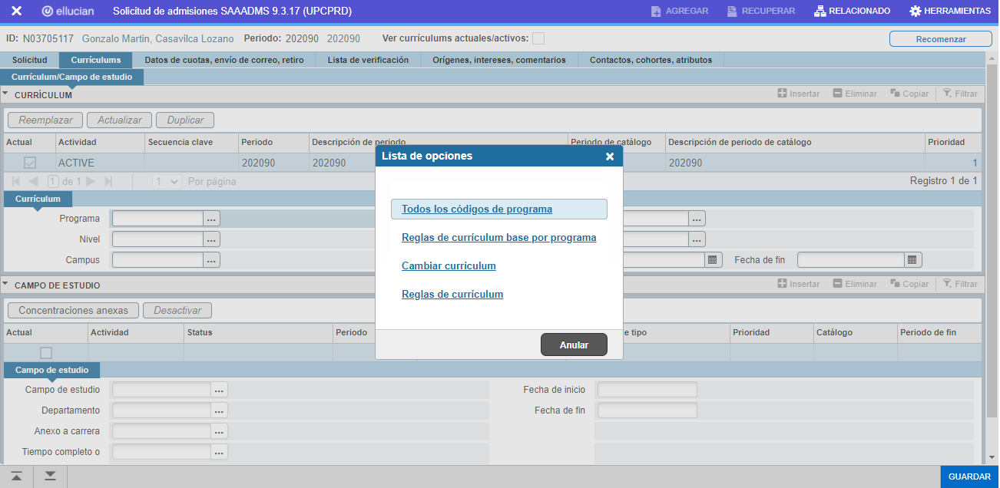 ellucian Solicitud de admisiones SAAADMS 9.3.17 (UPCPRD) AGREGAR RECUPERAR RELACIONADO HERRAMIENTAS
ID: N03705117 Gonzalo Martin, Casavilca Lozano Periodo: 202090 202090 Ver currículums actuales/activos: Recomenzar
Solicitud Currículums Datos de cuotas, envío de correo, retiro Lista de verificación Orígenes, intereses, comentarios Contactos, cohortes, atributos
Currículum/Campo de estudio
CURRÍCULUM Insertar Eliminar Copiar Filtrar
Reemplazar Actualizar Duplicar
Actual Actividad Secuencia clave Periodo Descripción de periodo Periodo de catálogo Descripción de periodo de catálogo Prioridad
ACTIVE 202090 202090 202090 1
1 de 1 1 Por página Registro 1 de 1
Currículum
Programa ...
Nivel ...
Campus ... Fecha de fin
Lista de opciones
Todos los códigos de programa
Reglas de currículum base por programa
Cambiar currículum
Reglas de currículum
Anular
CAMPO DE ESTUDIO Insertar Eliminar Copiar Filtrar
Concentraciones anexas Desactivar
Actual Actividad Status Periodo e tipo Prioridad Catálogo Periodo de fin
Campo de estudio
Campo de estudio ... Fecha de inicio
Departamento ... Fecha de fin
Anexo a carrera ...
Tiempo completo o ...
GUARDAR